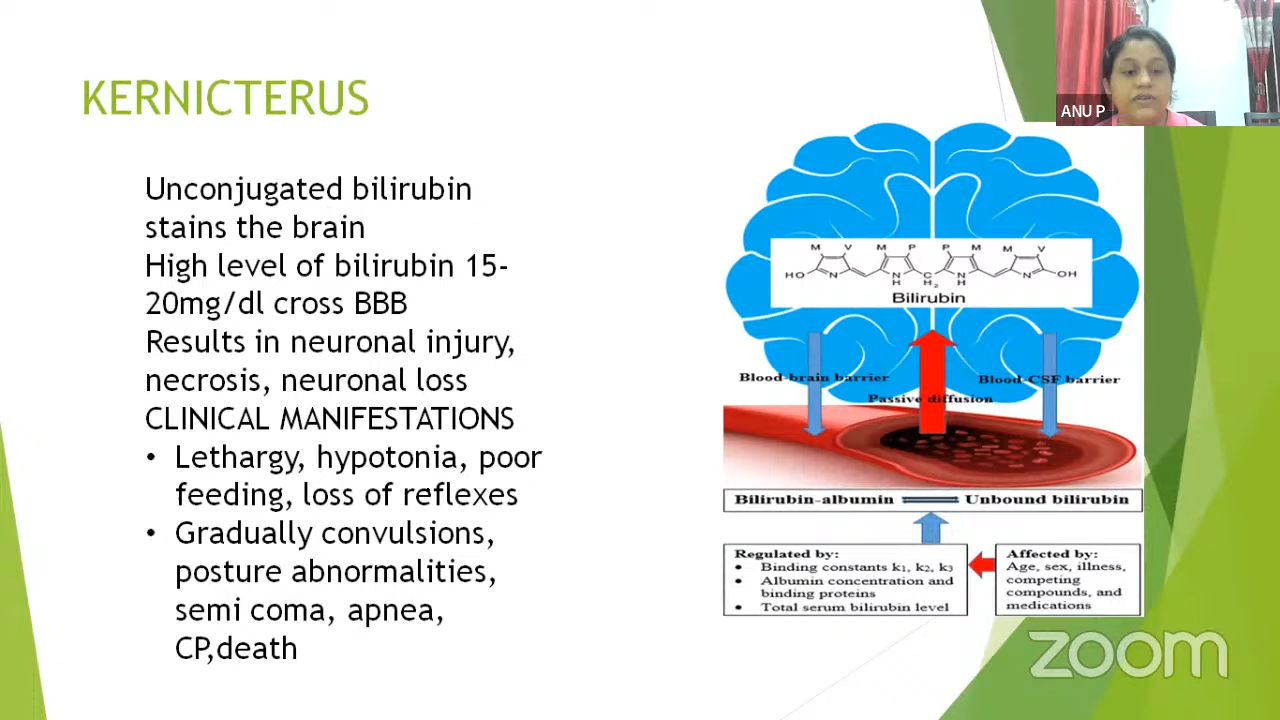 KERNICTERUS
ANU P
Unconjugated bilirubin
stains the brain
High level of bilirubin 15-
20mg/dl cross BBB
Results in neuronal injury,
necrosis, neuronal loss
CLINICAL MANIFESTATIONS
• Lethargy, hypotonia, poor
feeding, loss of reflexes
• Gradually convulsions,
posture abnormalities,
semi coma, apnea,
CP,death
M V M P P M M V
HO N N H C H₂ N H N OH
Bilirubin
Blood-brain barrier
Blood-CSF barrier
Passive diffusion
Bilirubin-albumin
Unbound bilirubin
Regulated by:
• Binding constants k₁, k₂, k₃
• Albumin concentration and
binding proteins
• Total serum bilirubin level
Affected by:
Age, sex, illness,
competing
compounds, and
medications
zoom